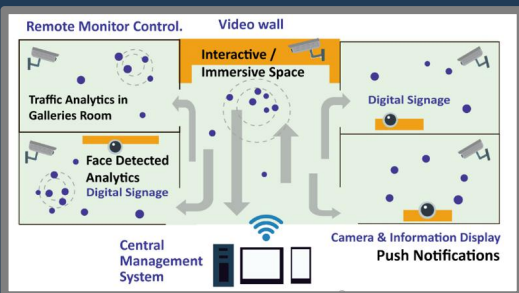 Remote Monitor Control.
Video wall
Interactive /
Immersive Space
Traffic Analytics in
Galleries Room
Digital Signage
Face Detected
Analytics
Digital Signage
Central
Management
System
Camera & Information Display
Push Notifications